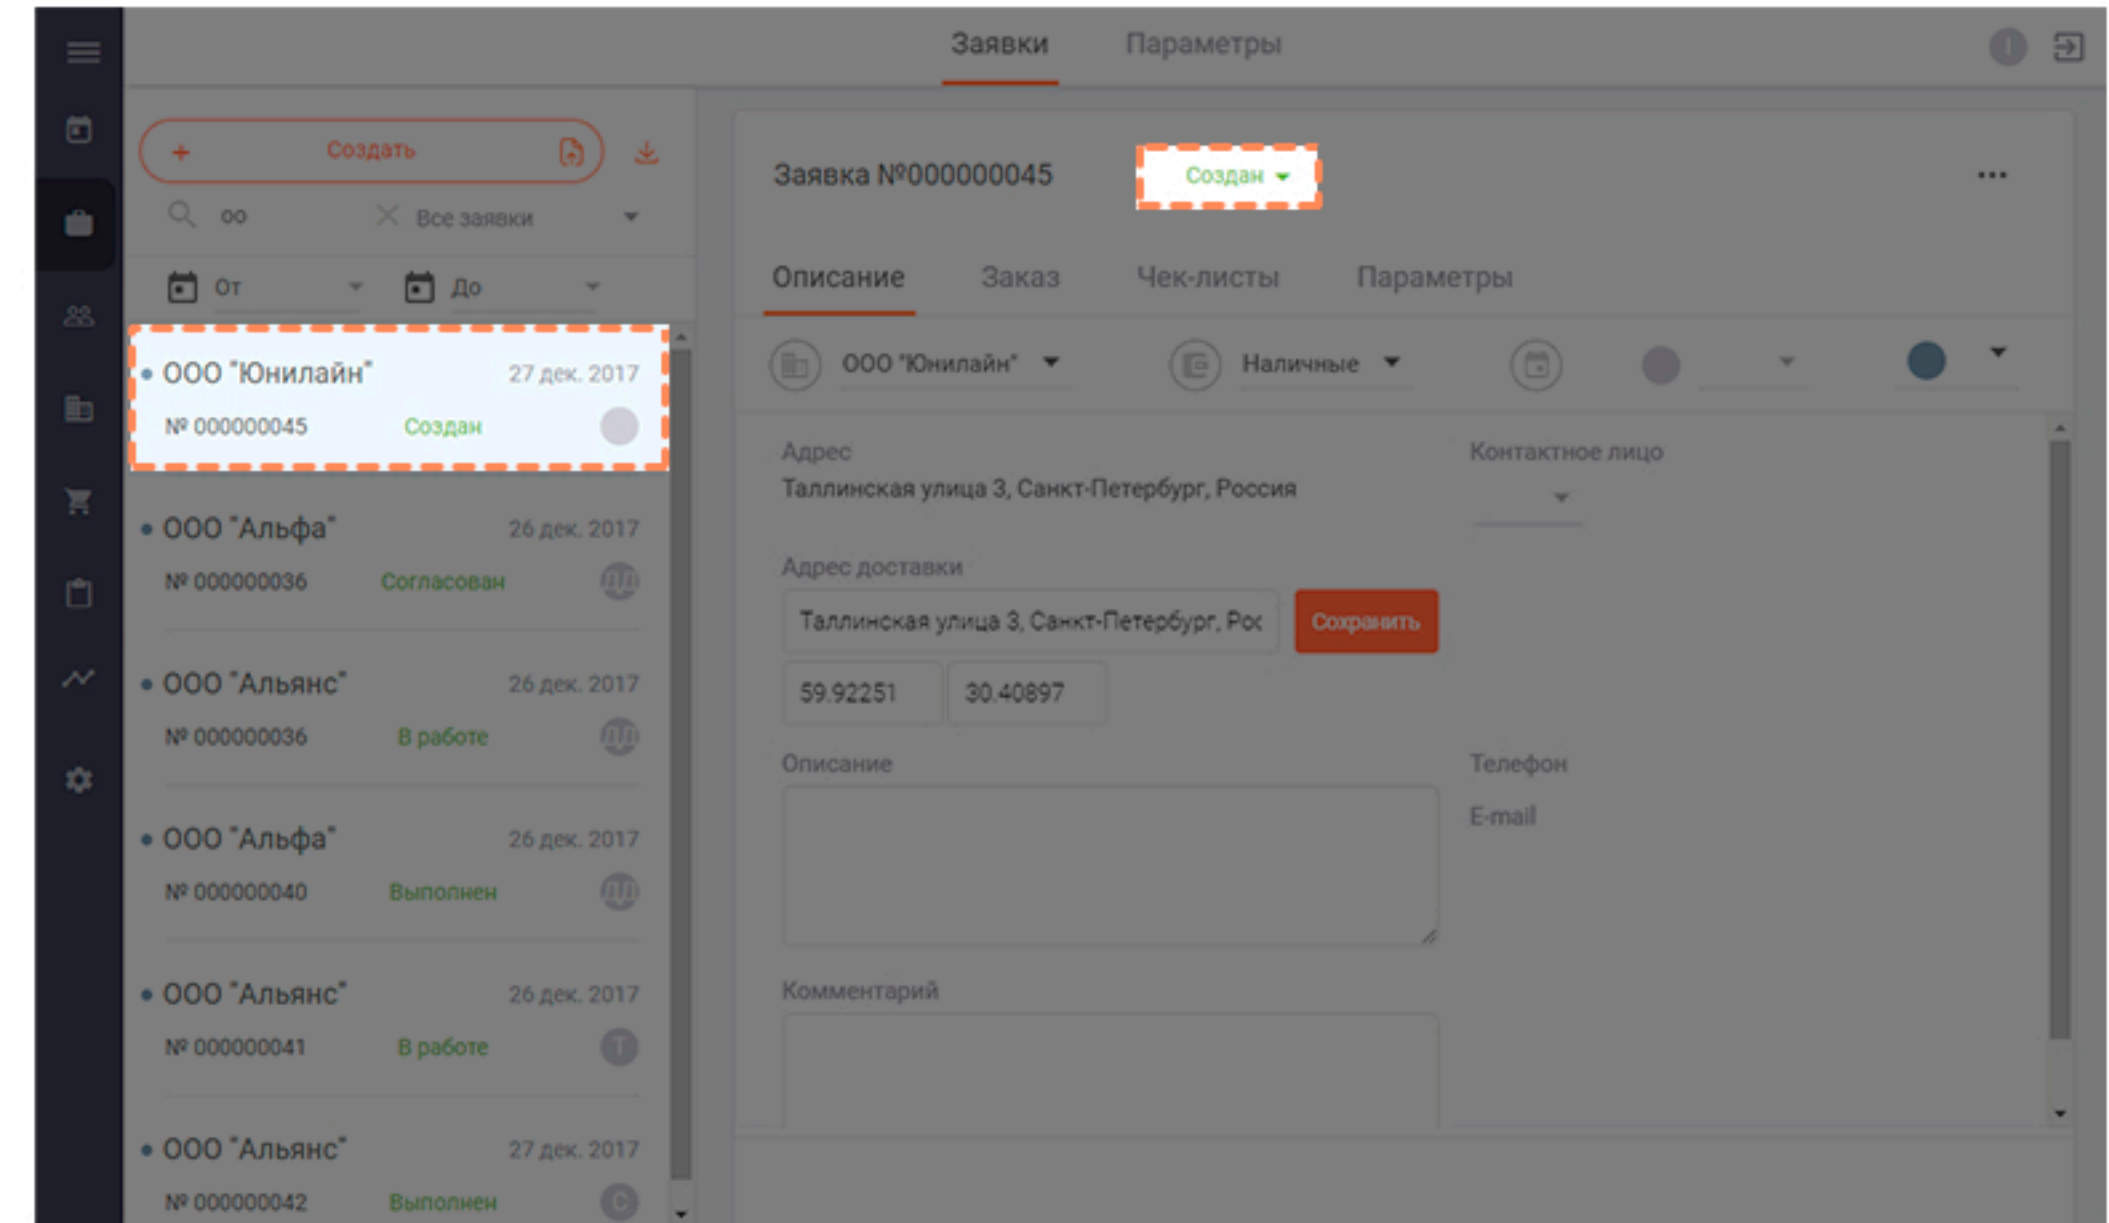 Заявки Параметры
+ Создать
оо Все заявки
От До
ООО "Юнилайн" 27 дек. 2017
№ 000000045 Создан
ООО "Альфа" 26 дек. 2017
№ 000000036 Согласован
ООО "Альянс" 26 дек. 2017
№ 000000036 В работе
ООО "Альфа" 26 дек. 2017
№ 000000040 Выполнен
ООО "Альянс" 26 дек. 2017
№ 000000041 В работе T
ООО "Альянс" 27 дек. 2017
№ 000000042 Выполнен C
Заявка №000000045 Создан
Описание Заказ Чек-листы Параметры
ООО "Юнилайн" Наличные
Адрес Контактное лицо
Таллинская улица 3, Санкт-Петербург, Россия
Адрес доставки
Таллинская улица 3, Санкт-Петербург, Рос Сохранить
59.92251 30.40897
Описание Телефон
E-mail
Комментарий